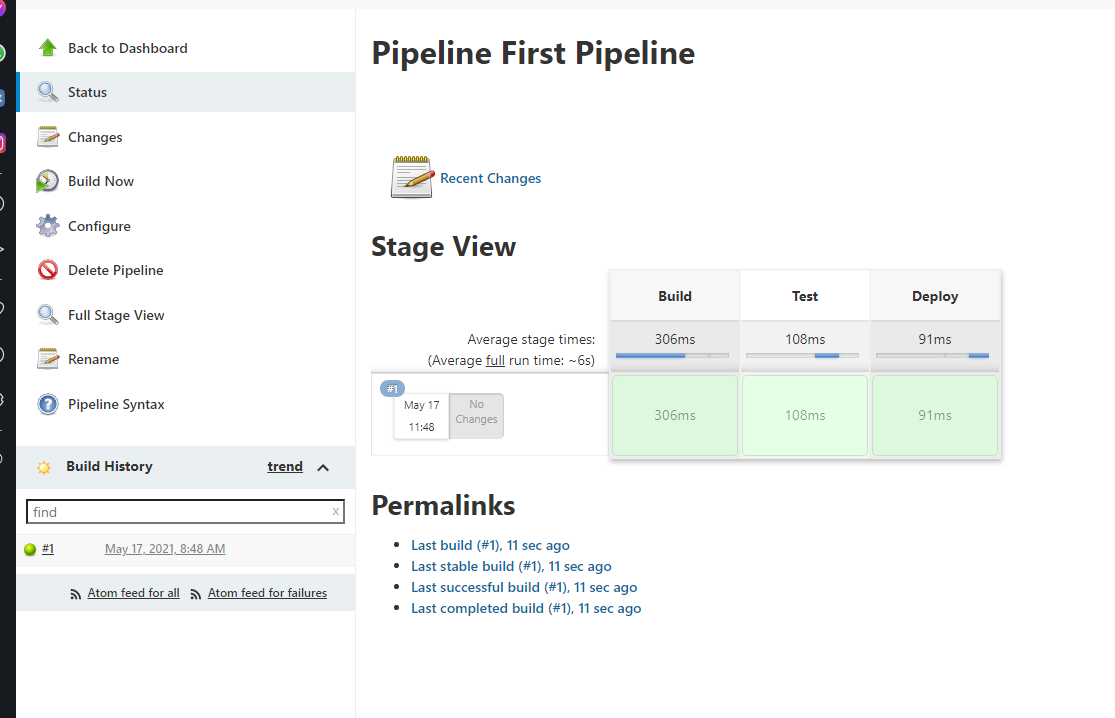 Back to Dashboard
Status
Changes
Build Now
Configure
Delete Pipeline
Full Stage View
Rename
Pipeline Syntax
Build History trend
find x
#1 May 17, 2021, 8:48 AM
Atom feed for all Atom feed for failures
Pipeline First Pipeline
Recent Changes
Stage View
Build Test Deploy
Average stage times: 306ms 108ms 91ms
(Average full run time: ~6s)
#1
May 17
11:48
No
Changes
306ms 108ms 91ms
Permalinks
Last build (#1), 11 sec ago
Last stable build (#1), 11 sec ago
Last successful build (#1), 11 sec ago
Last completed build (#1), 11 sec ago